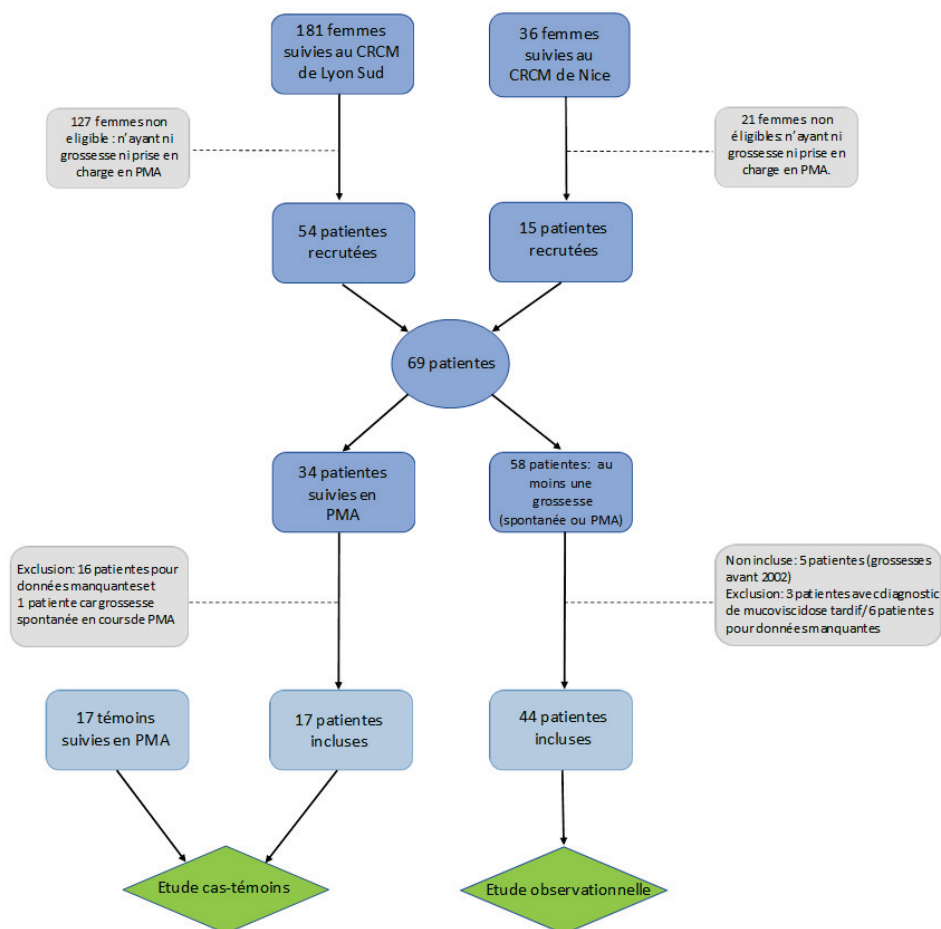 181 femmes
suivies au CRCM
de Lyon Sud
36 femmes
suivies au
CRCM de Nice
127 femmes non
eligible : n'ayant ni
grossesse ni prise en
charge en PMA
21 femmes non
éligibles: n'ayant ni
grossesse ni prise en
charge en PMA.
54 patientes
recrutées
15 patientes
recrutées
69 patientes
34 patientes
suivies en
PMA
58 patientes: au
moins une
grossesse
(spontanée ou PMA)
Exclusion: 16 patientes pour
données manquantes et
1 patiente car grossesse
spontanée en cours de PMA
Non incluse: 5 patientes (grossesses
avant 2002)
Exclusion: 3 patientes avec diagnostic
de mucoviscidose tardif/ 6 patientes
pour données manquantes
17 témoins
suivies en PMA
17 patientes
incluses
44 patientes
incluses
Etude cas-témoins
Etude observationnelle